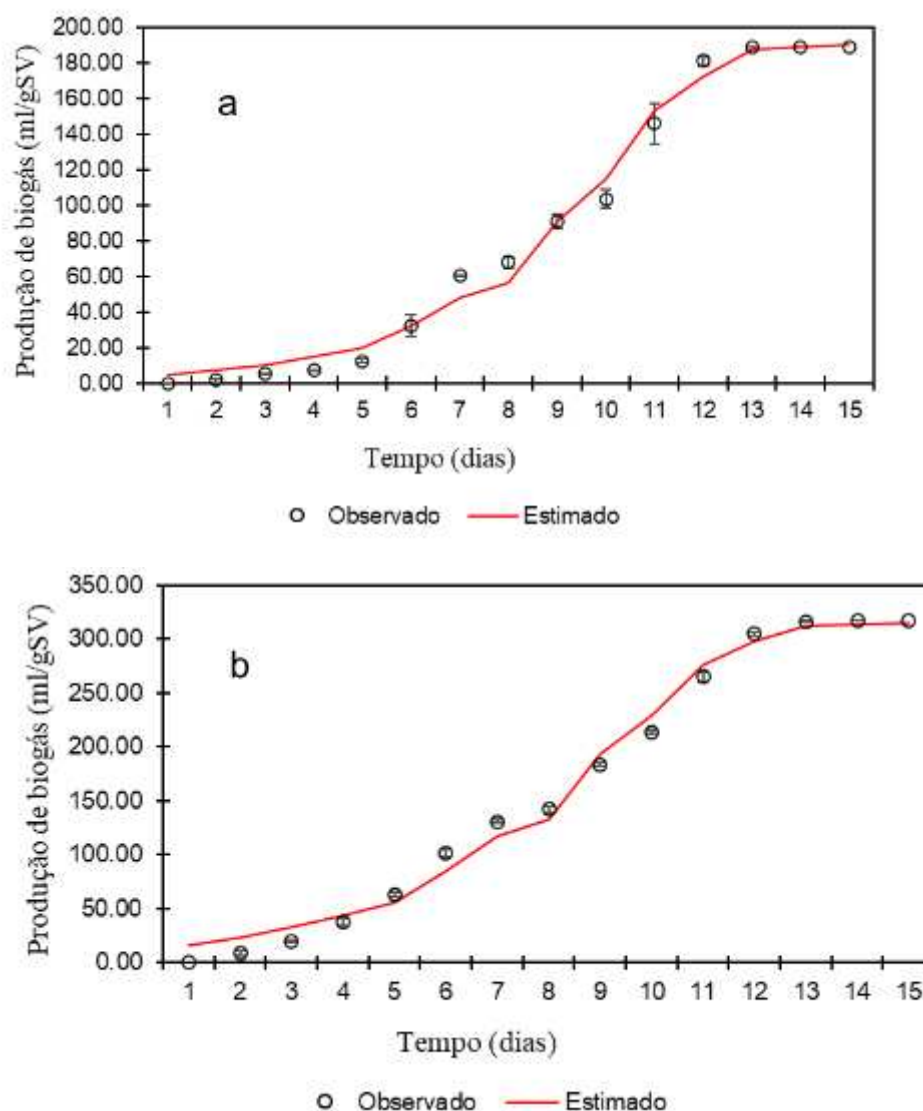 200.00
180.00
160.00
140.00
120.00
100.00
80.00
60.00
40.00
20.00
0.00
Produção de biogás (ml/gSV)
a
1 2 3 4 5 6 7 8 9 10 11 12 13 14 15
Tempo (dias)
Observado Estimado
350.00
300.00
250.00
200.00
150.00
100.00
50.00
0.00
Produção de biogás (ml/gSV)
b
1 2 3 4 5 6 7 8 9 10 11 12 13 14 15
Tempo (dias)
Observado Estimado